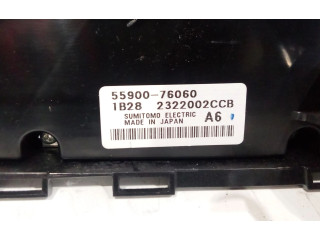 55900-76060
1B28 2322002CCB
SUMITOMO ELECTRIC
MADE IN JAPAN A6